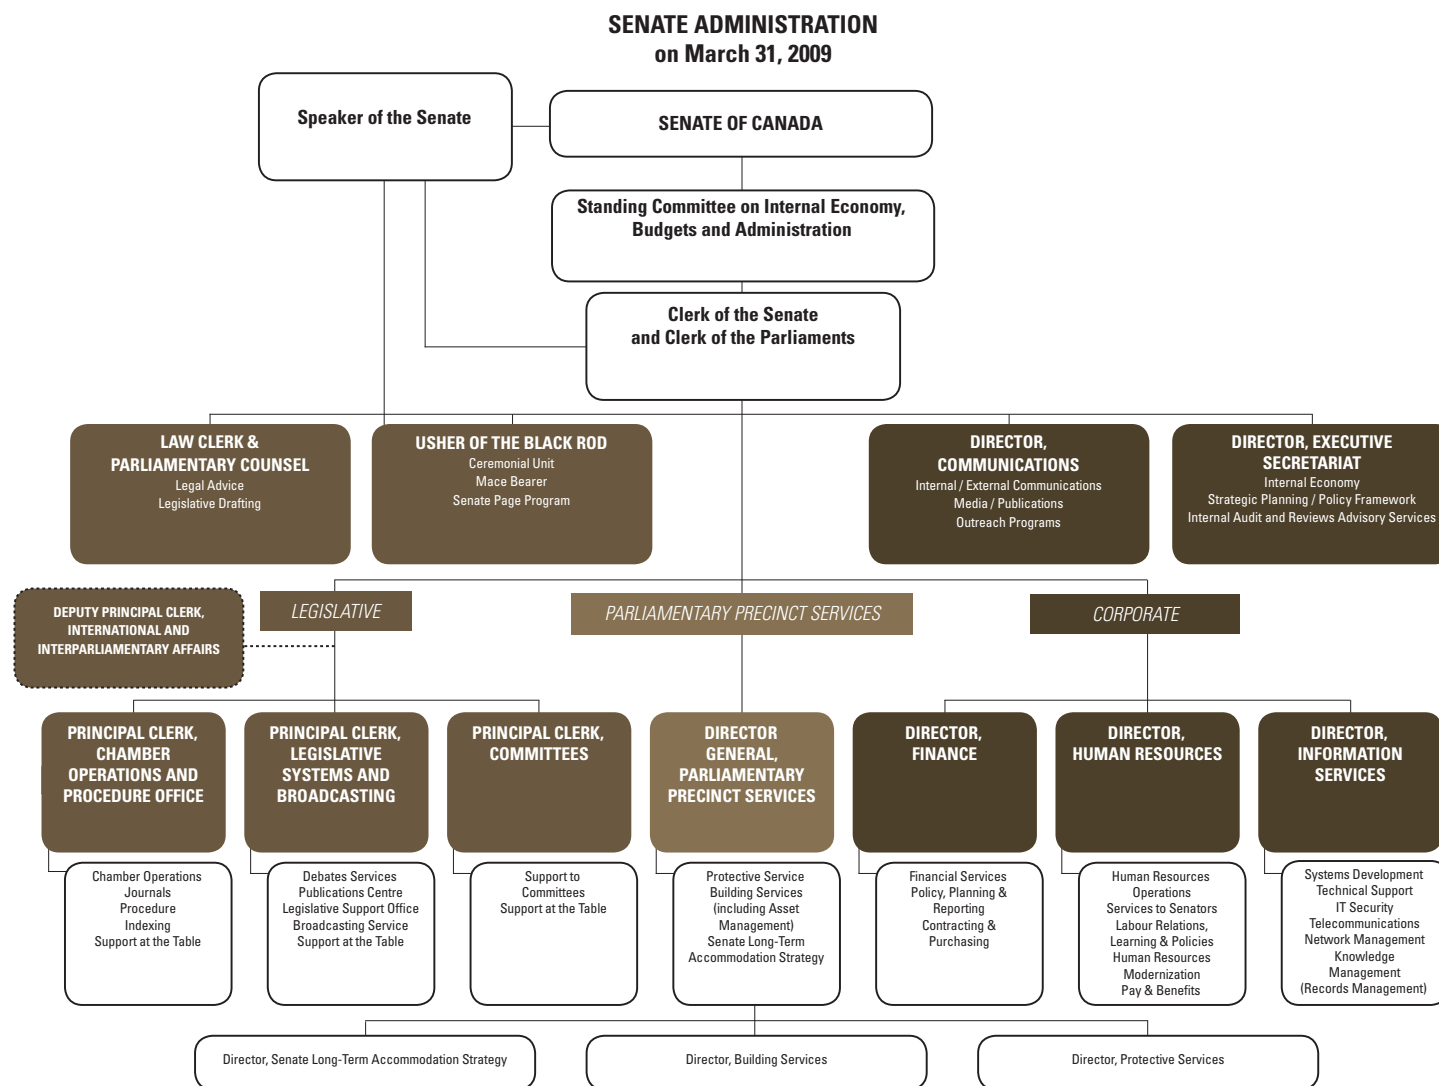 SENATE ADMINISTRATION
on March 31, 2009
Speaker of the Senate
SENATE OF CANADA
Standing Committee on Internal Economy,
Budgets and Administration
Clerk of the Senate
and Clerk of the Parliaments
LAW CLERK &
PARLIAMENTARY COUNSEL
Legal Advice
Legislative Drafting
USHER OF THE BLACK ROD
Ceremonial Unit
Mace Bearer
Senate Page Program
DIRECTOR,
COMMUNICATIONS
Internal / External Communications
Media / Publications
Outreach Programs
DIRECTOR, EXECUTIVE
SECRETARIAT
Internal Economy
Strategic Planning / Policy Framework
Internal Audit and Reviews Advisory Services
DEPUTY PRINCIPAL CLERK,
INTERNATIONAL AND
INTERPARLIAMENTARY AFFAIRS
LEGISLATIVE
PARLIAMENTARY PRECINCT SERVICES
CORPORATE
PRINCIPAL CLERK,
CHAMBER
OPERATIONS AND
PROCEDURE OFFICE
PRINCIPAL CLERK,
LEGISLATIVE
SYSTEMS AND
BROADCASTING
PRINCIPAL CLERK,
COMMITTEES
DIRECTOR
GENERAL,
PARLIAMENTARY
PRECINCT SERVICES
DIRECTOR,
FINANCE
DIRECTOR,
HUMAN RESOURCES
DIRECTOR,
INFORMATION
SERVICES
Chamber Operations
Journals
Procedure
Indexing
Support at the Table
Debates Services
Publications Centre
Legislative Support Office
Broadcasting Service
Support at the Table
Support to
Committees
Support at the Table
Protective Service
Building Services
(including Asset
Management)
Senate Long-Term
Accommodation Strategy
Financial Services
Policy, Planning &
Reporting
Contracting &
Purchasing
Human Resources
Operations
Services to Senators
Labour Relations,
Learning & Policies
Human Resources
Modernization
Pay & Benefits
Systems Development
Technical Support
IT Security
Telecommunications
Network Management
Knowledge
Management
(Records Management)
Director, Senate Long-Term Accommodation Strategy
Director, Building Services
Director, Protective Services